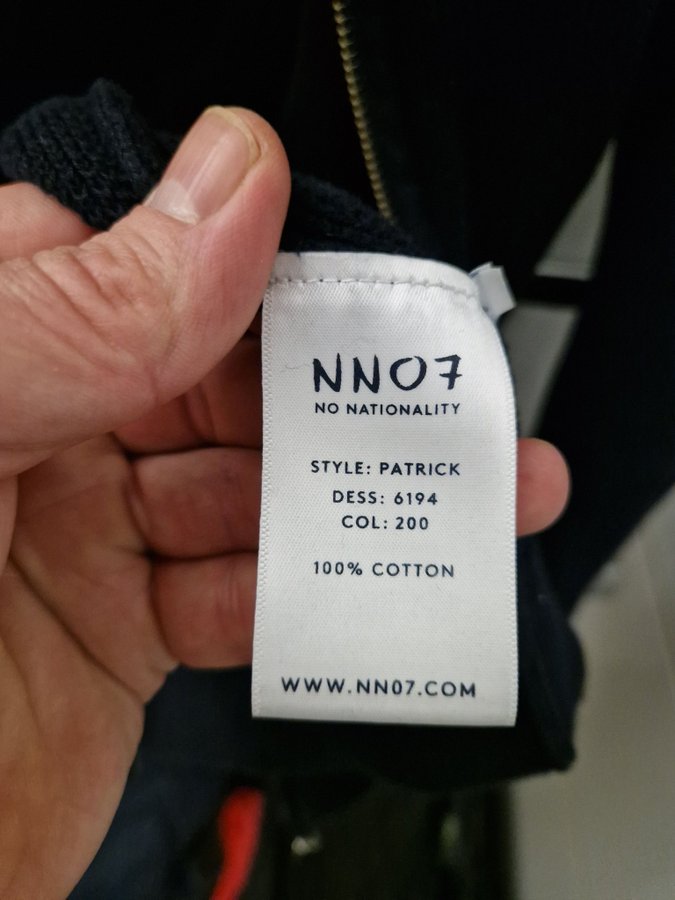 NN07
NO NATIONALITY
STYLE: PATRICK
DESS: 6194
COL: 200
100% COTTON
WWW.NN07.COM